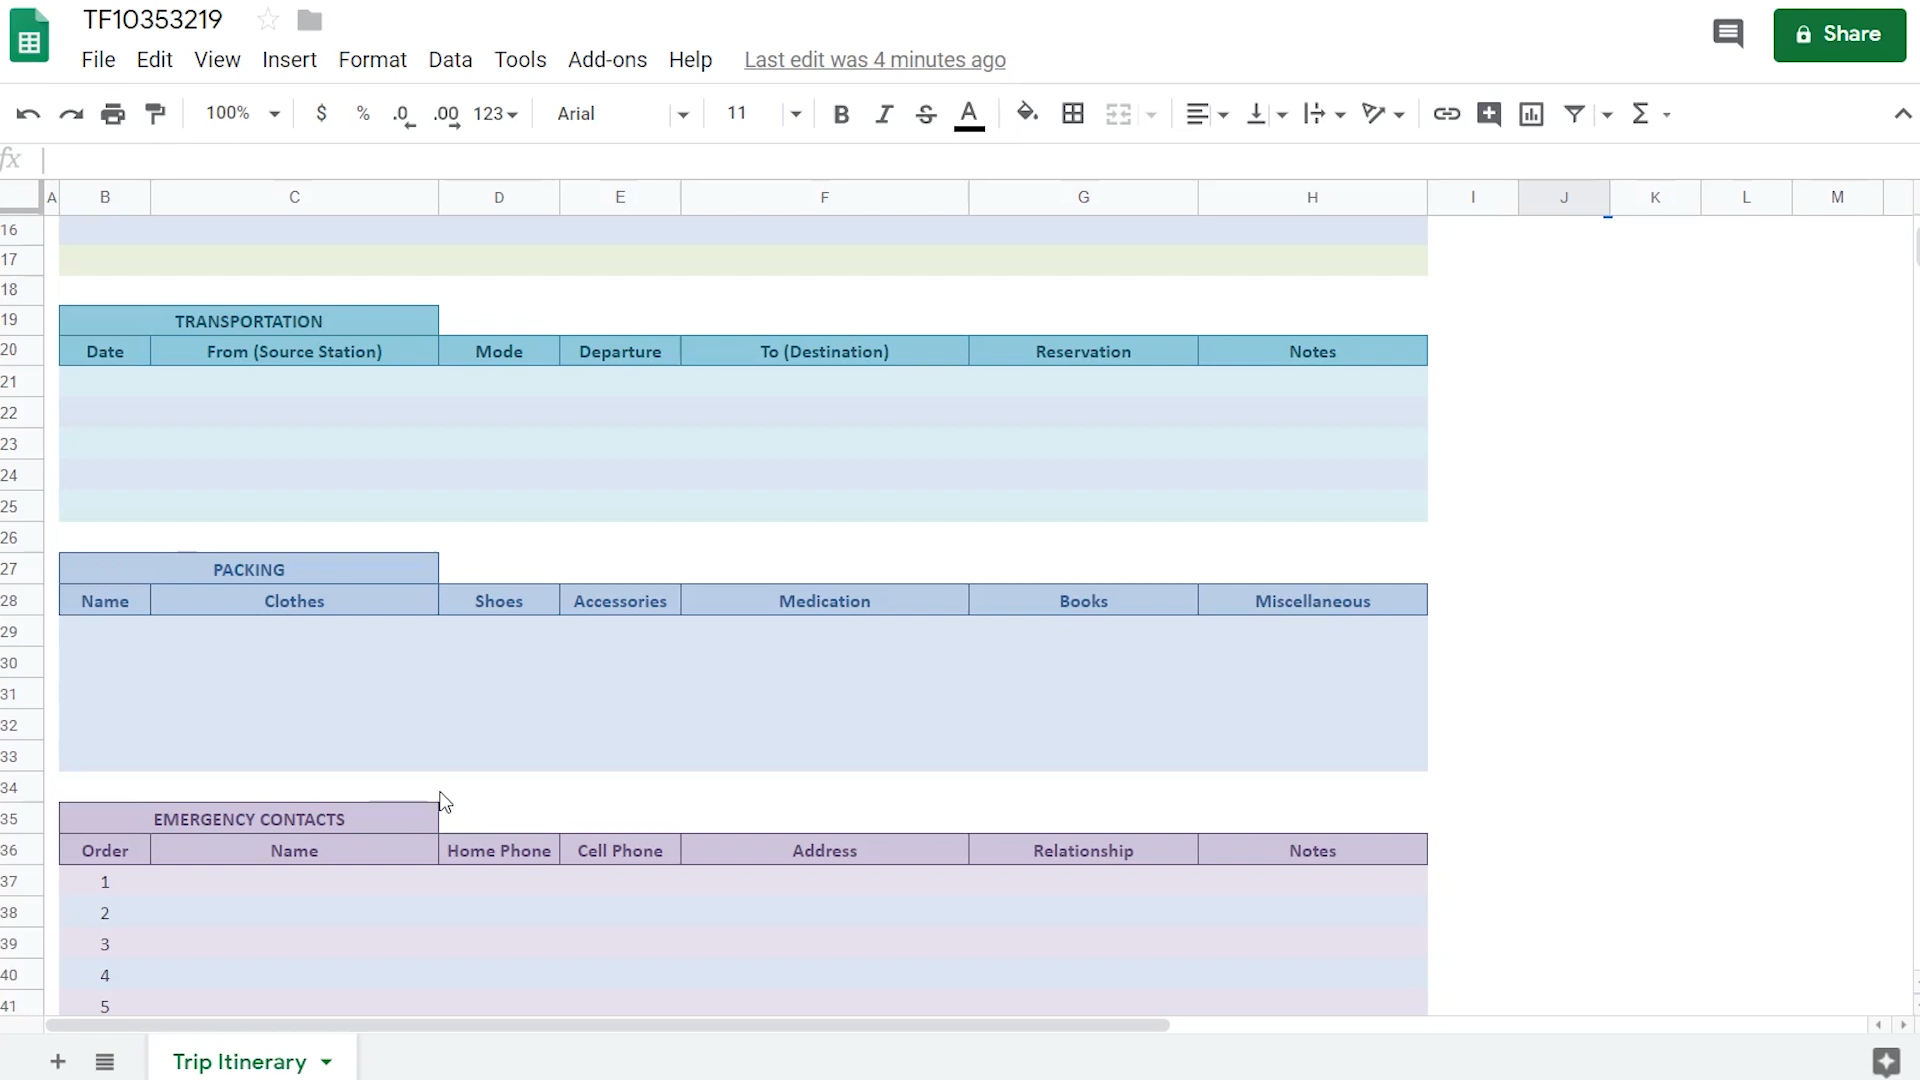 TF10353219
Share
File Edit View Insert Format Data Tools Add-ons Help Last edit was 4 minutes ago
100% $ % .0 .00 123 Arial 11 B I S A Σ
fx
A B C D E F G H I J K L M
16
17
18
19 TRANSPORTATION
20 Date From (Source Station) Mode Departure To (Destination) Reservation Notes
21
22
23
24
25
26
27 PACKING
28 Name Clothes Shoes Accessories Medication Books Miscellaneous
29
30
31
32
33
34
35 EMERGENCY CONTACTS
36 Order Name Home Phone Cell Phone Address Relationship Notes
37 1
38 2
39 3
40 4
41 5
Trip Itinerary